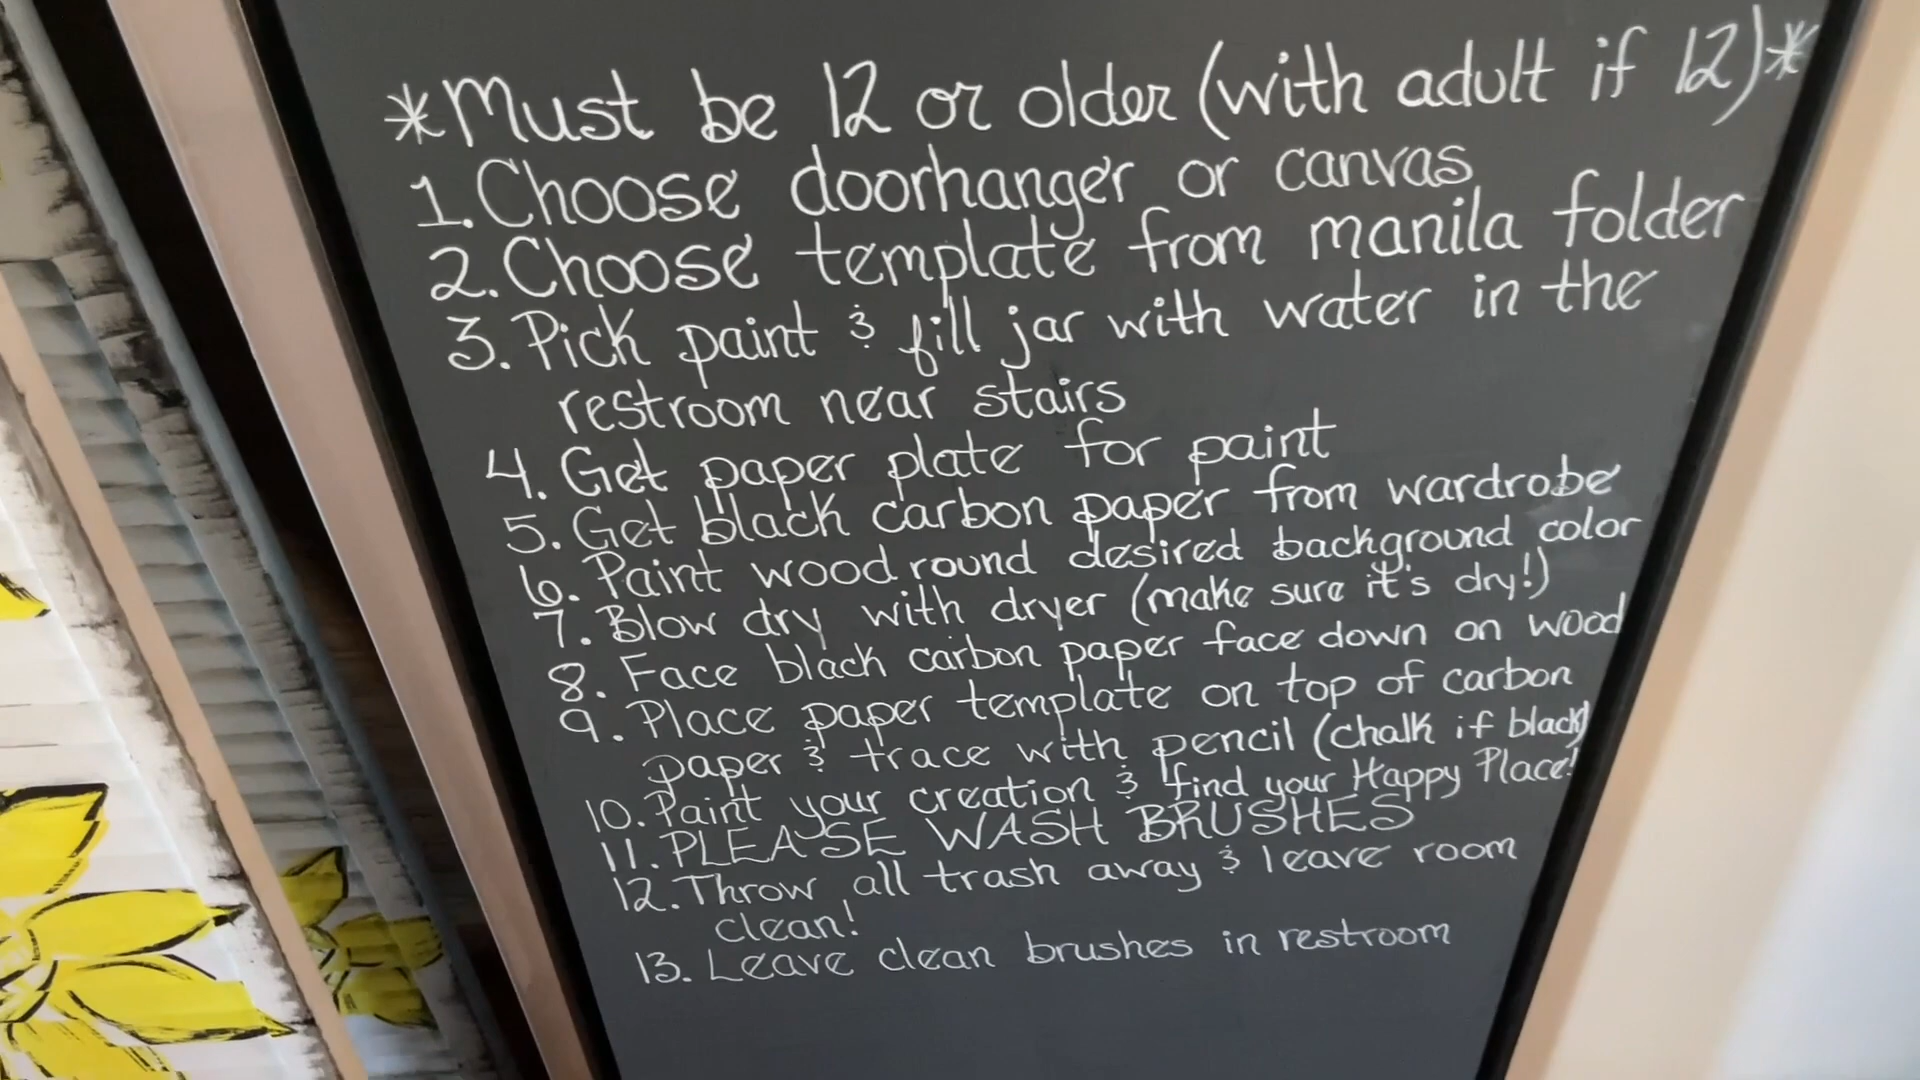 *Must be 12 or older (with adult if 12)*
1. Choose doorhanger or canvas
2. Choose template from manila folder
3. Pick paint & fill jar with water in the
restroom near stairs
4. Get paper plate for paint
5. Get black carbon paper from wardrobe
6. Paint wood round desired background color
7. Blow dry with dryer (make sure it's dry!)
8. Face black carbon paper face down on wood
9. Place paper template on top of carbon
paper & trace with pencil (chalk if black)
10. Paint your creation & find your Happy Place!
11. PLEASE WASH BRUSHES
12. Throw all trash away & leave room
clean!
13. Leave clean brushes in restroom